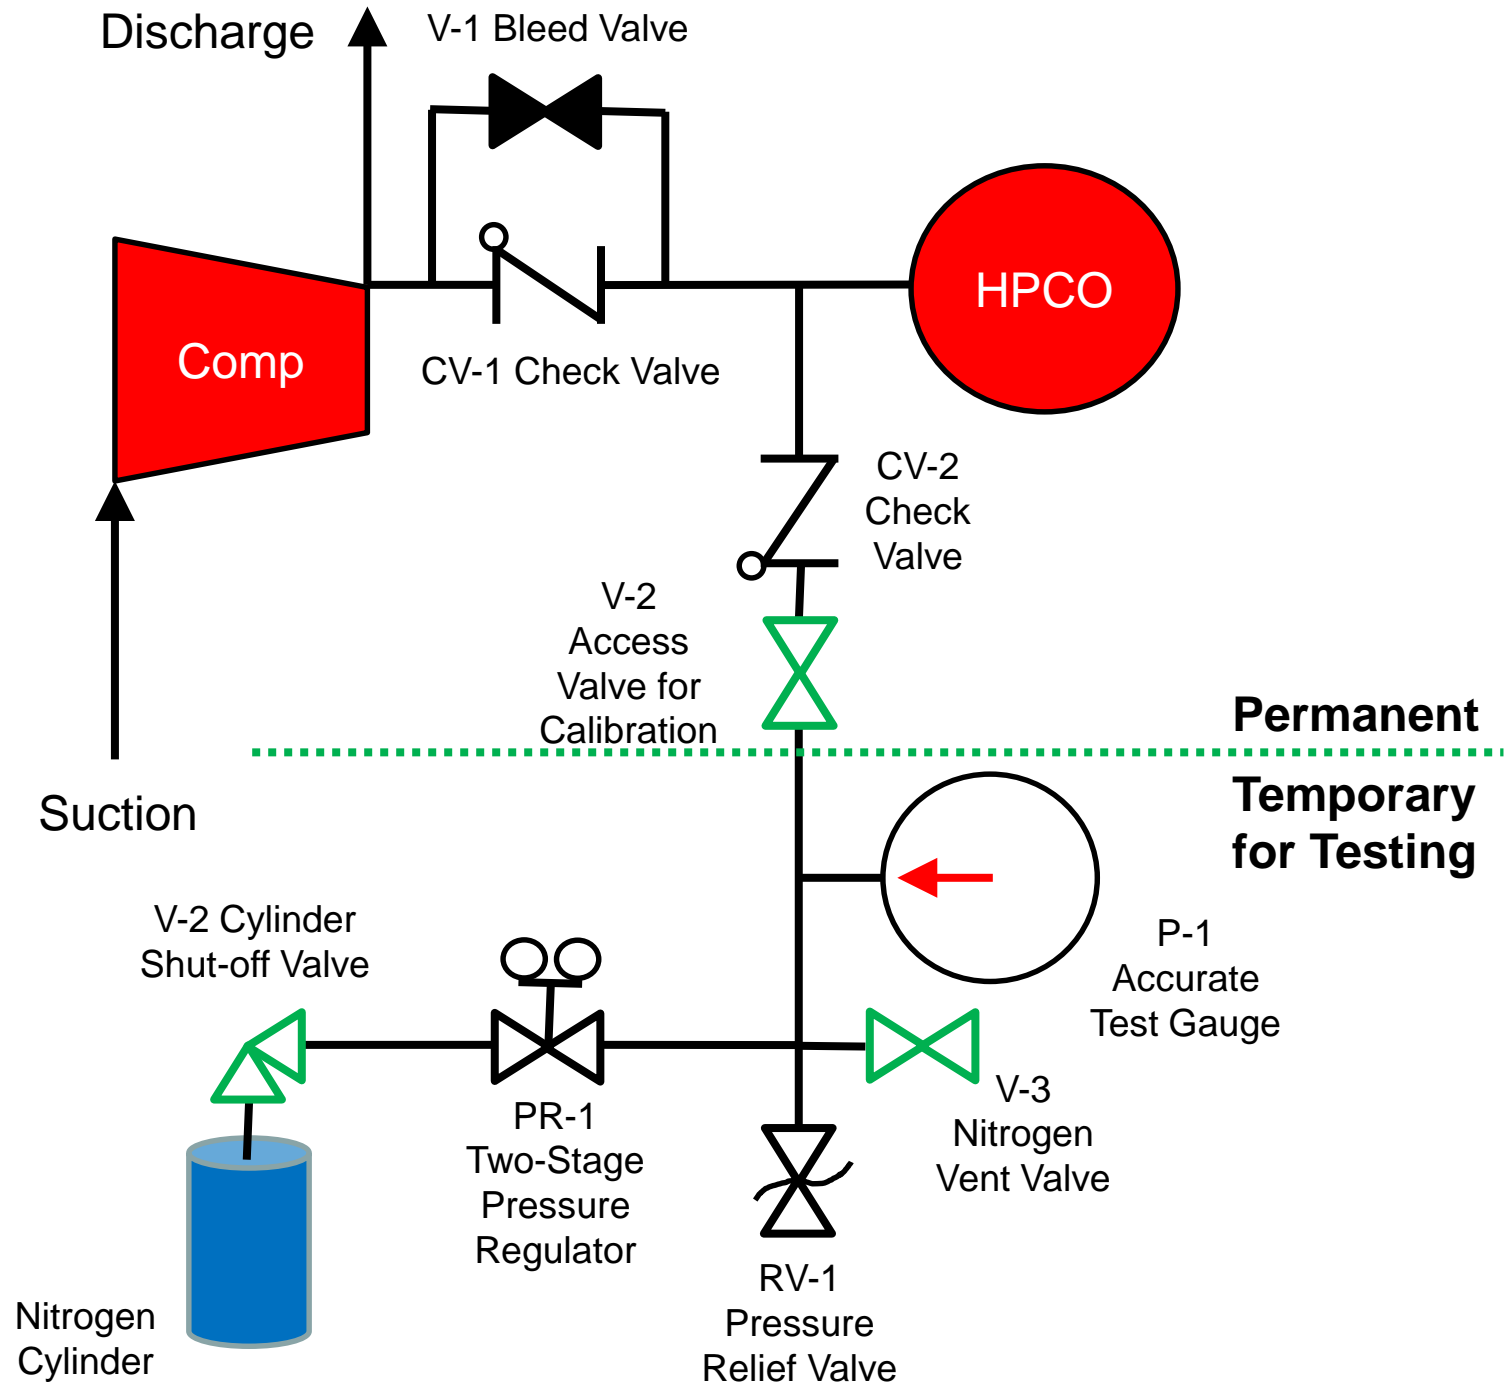 Discharge
V-1 Bleed Valve
HPCO
Comp
CV-1 Check Valve
CV-2
Check
Valve
V-2
Access
Valve for
Calibration
Permanent
Temporary
for Testing
Suction
V-2 Cylinder
Shut-off Valve
P-1
Accurate
Test Gauge
V-3
Nitrogen
Vent Valve
PR-1
Two-Stage
Pressure
Regulator
RV-1
Pressure
Relief Valve
Nitrogen
Cylinder